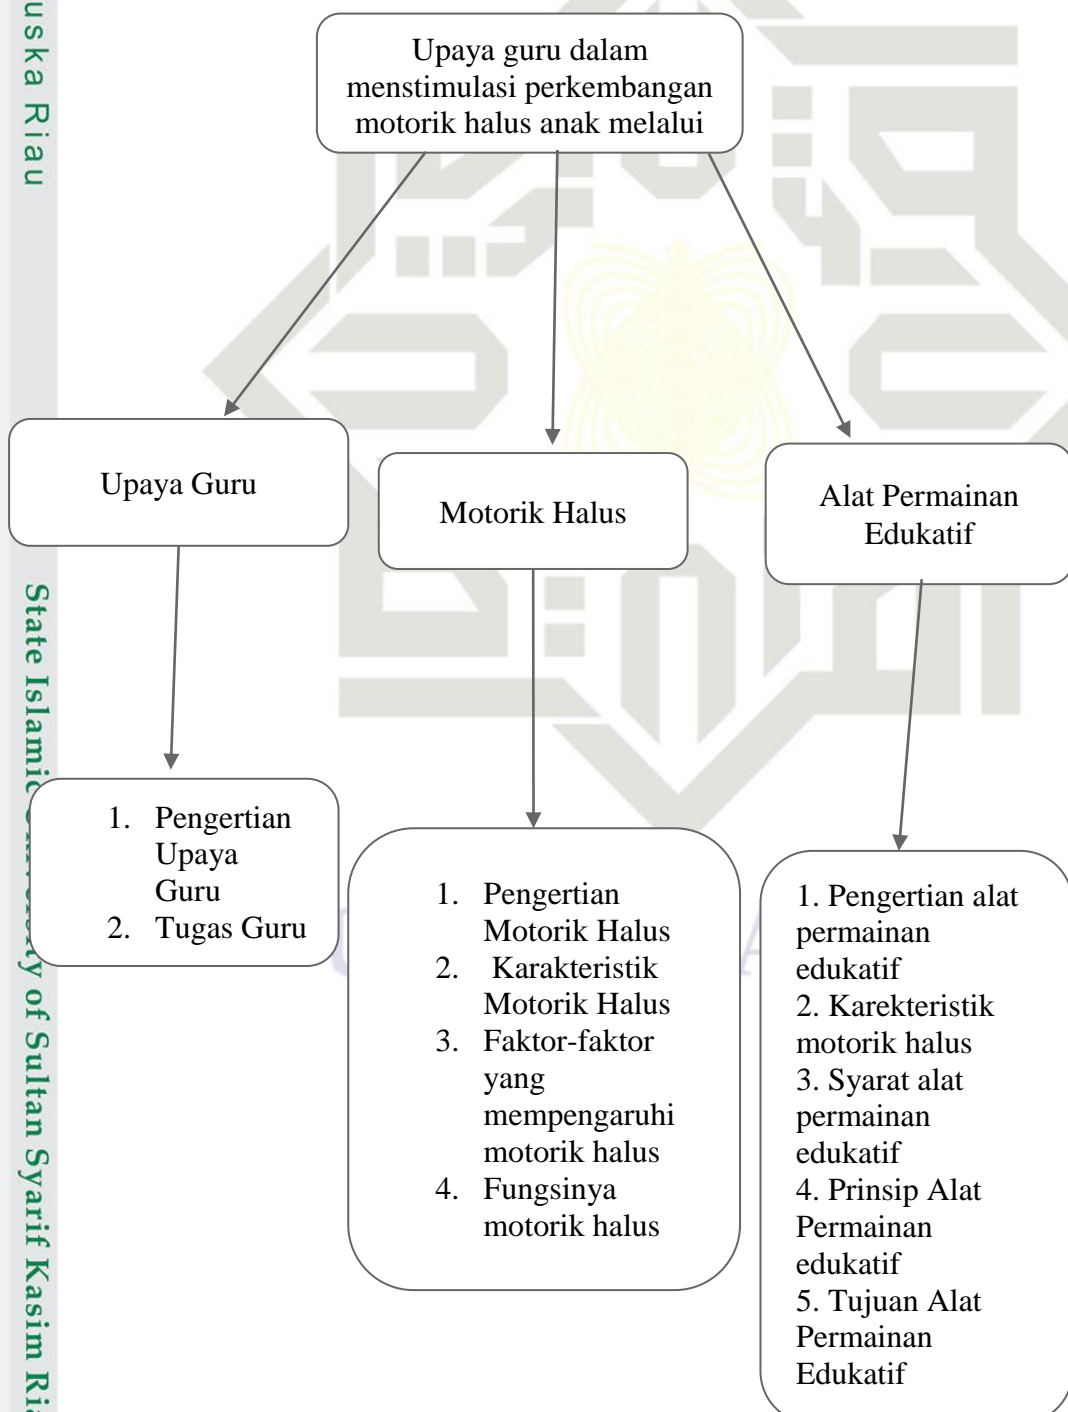 uska Riau
State Islamic University of Sultan Syarif Kasim Ria
Upaya guru dalam
menstimulasi perkembangan
motorik halus anak melalui
Upaya Guru
Motorik Halus
Alat Permainan
Edukatif
1. Pengertian
Upaya
Guru
2. Tugas Guru
1. Pengertian
Motorik Halus
2. Karakteristik
Motorik Halus
3. Faktor-faktor
yang
mempengaruhi
motorik halus
4. Fungsinya
motorik halus
1. Pengertian alat
permainan
edukatif
2. Karekteristik
motorik halus
3. Syarat alat
permainan
edukatif
4. Prinsip Alat
Permainan
edukatif
5. Tujuan Alat
Permainan
Edukatif